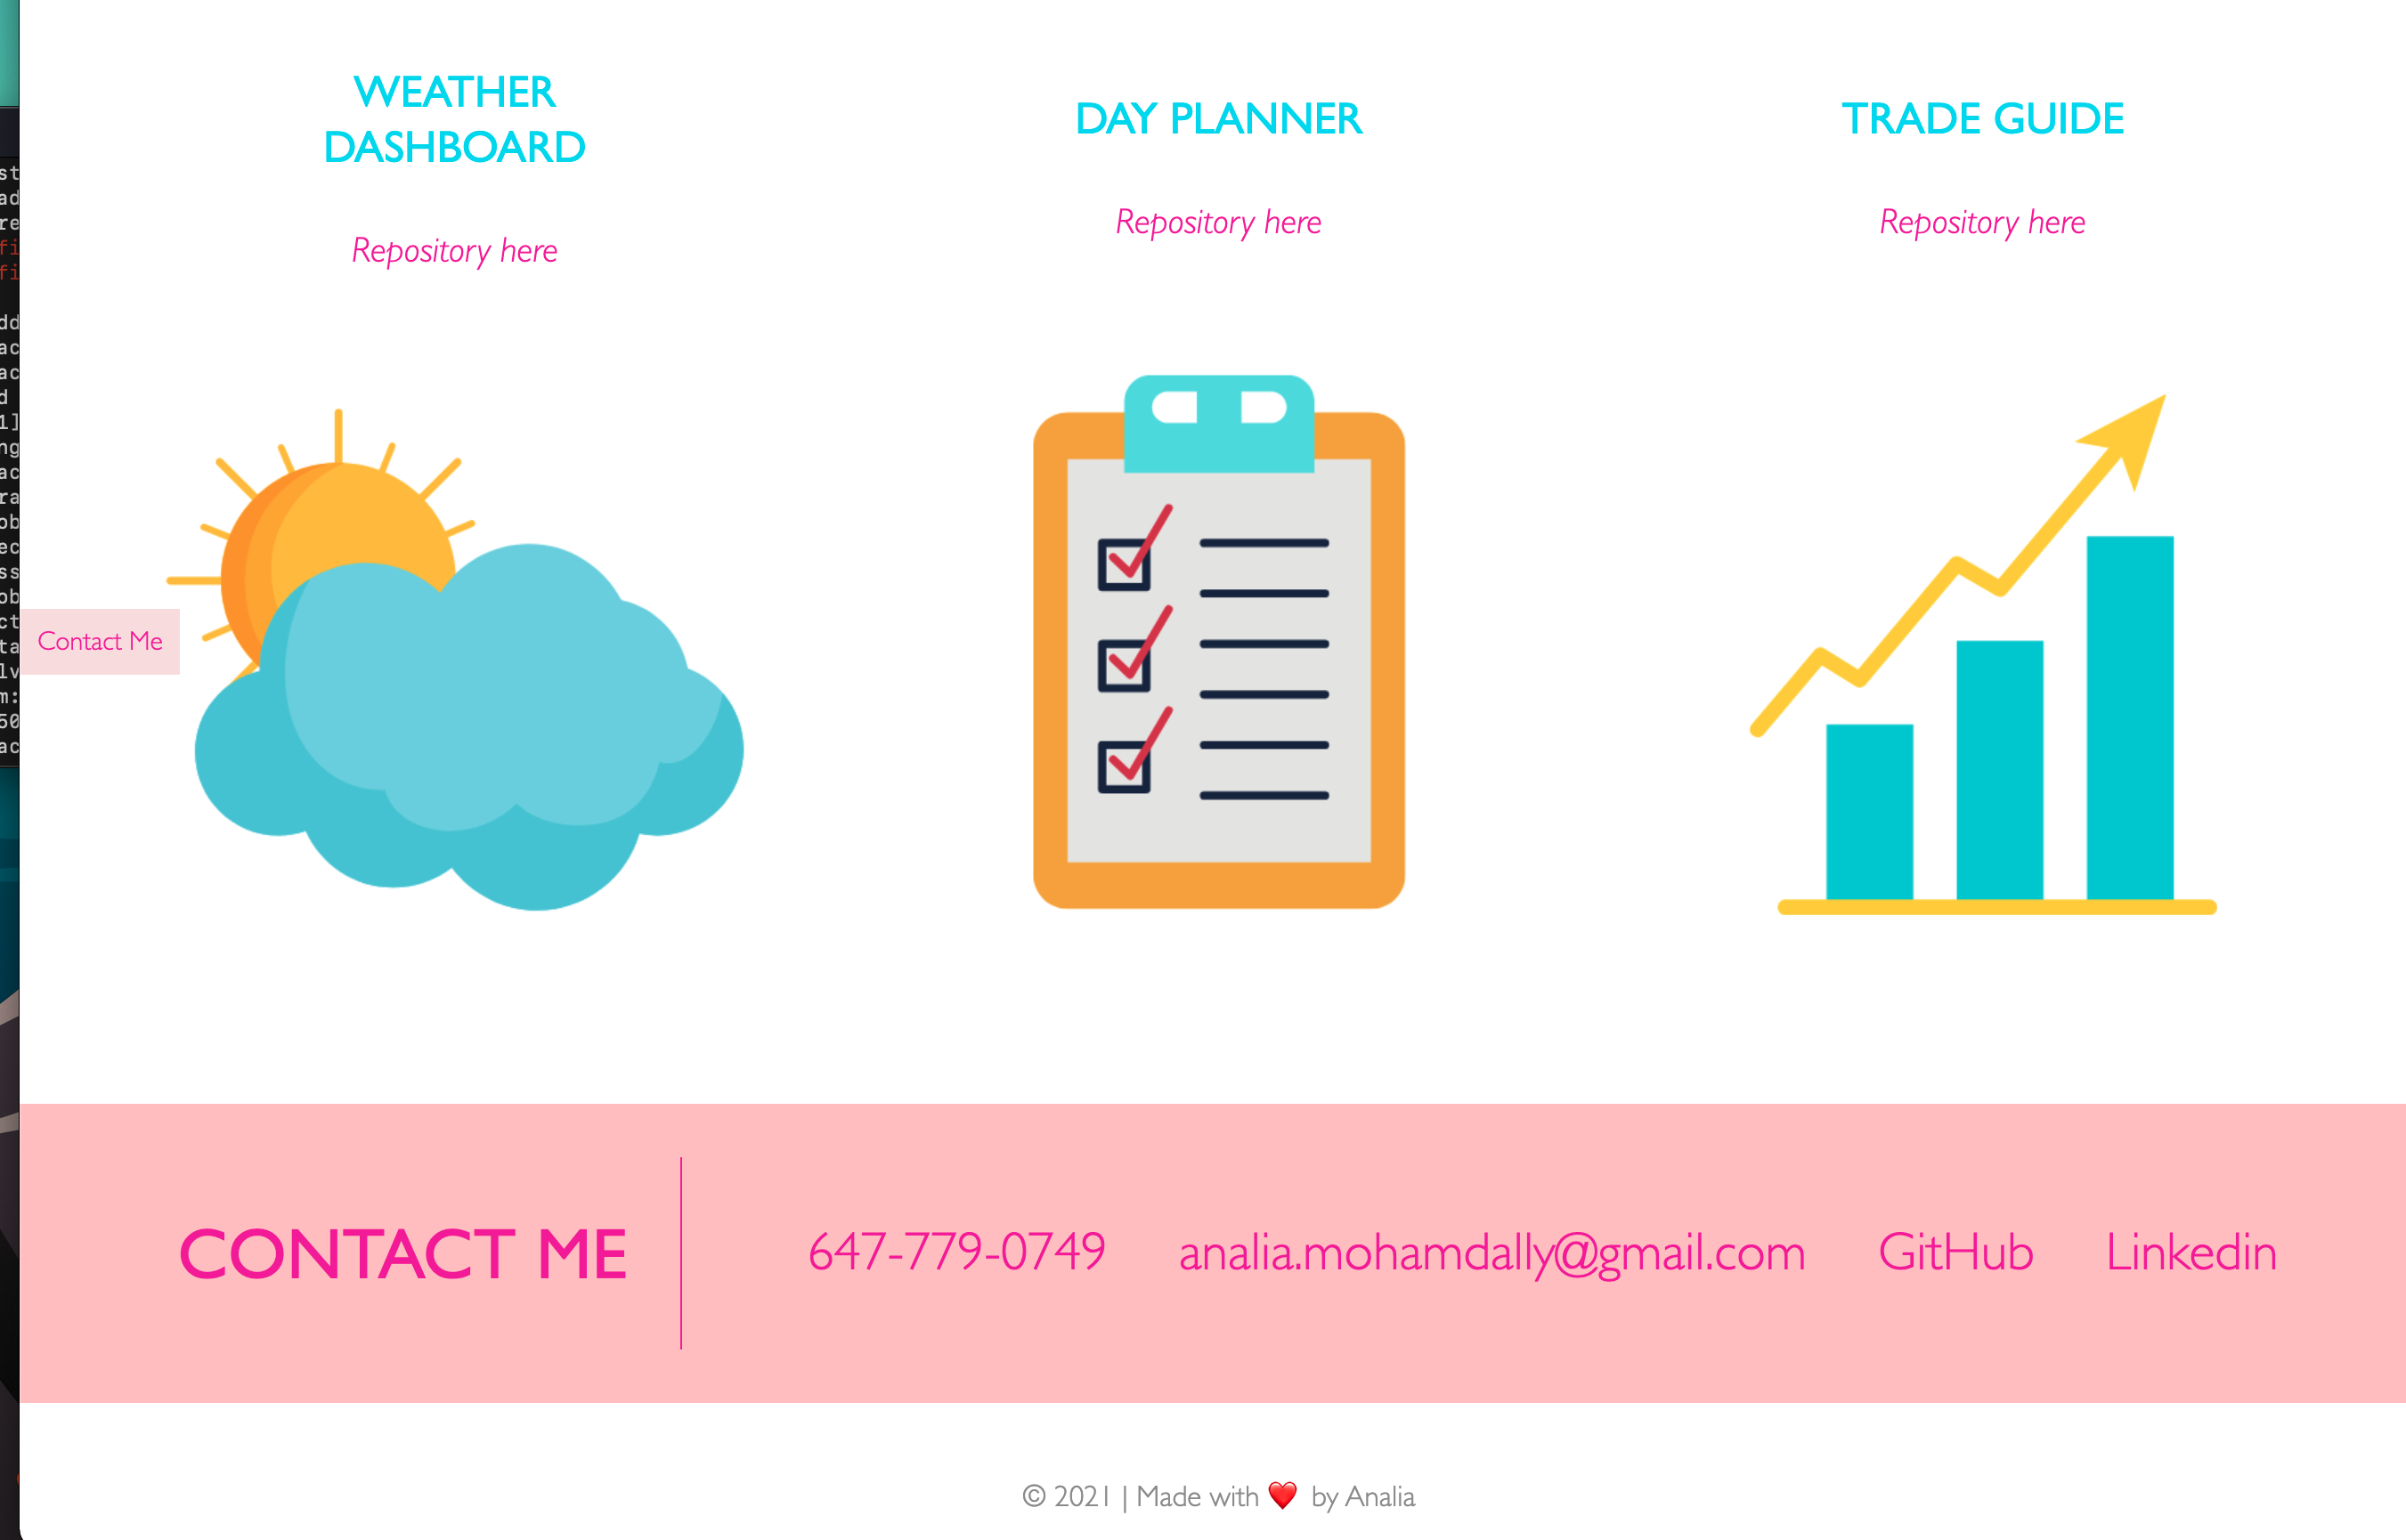 WEATHER
DASHBOARD
Repository here
DAY PLANNER
Repository here
TRADE GUIDE
Repository here
Contact Me
CONTACT ME
647-779-0749 analia.mohamdally@gmail.com GitHub Linkedin
© 2021 | Made with ❤️ by Analia